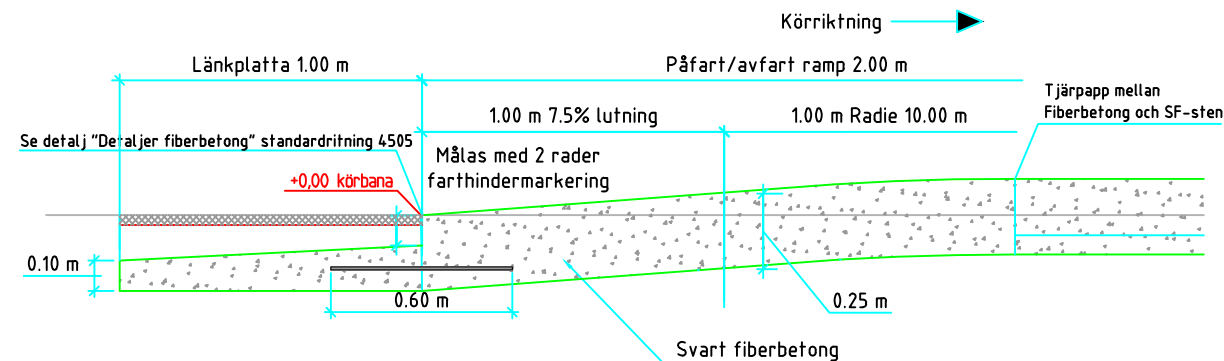 Körriktning
Länkplatta 1.00 m
Påfart/avfart ramp 2.00 m
Tjärpapp mellan
Fiberbetong och SF-sten
1.00 m 7.5% lutning
1.00 m Radie 10.00 m
Se detalj "Detaljer fiberbetong" standardritning 4505
Målas med 2 rader
farthindermarkering
+0,00 körbana
0.10 m
0.60 m
0.25 m
Svart fiberbetong